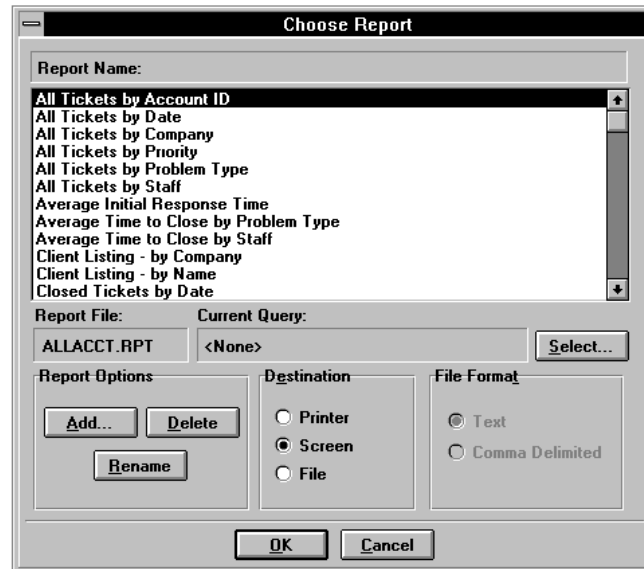 Choose Report
Report Name:
All Tickets by Account ID
All Tickets by Date
All Tickets by Company
All Tickets by Priority
All Tickets by Problem Type
All Tickets by Staff
Average Initial Response Time
Average Time to Close by Problem Type
Average Time to Close by Staff
Client Listing - by Company
Client Listing - by Name
Closed Tickets by Date
Report File: Current Query:
ALLACCT.RPT <None> Select...
Report Options Destination File Format
Add... Delete Printer Text
Screen Comma Delimited
Rename File
OK Cancel